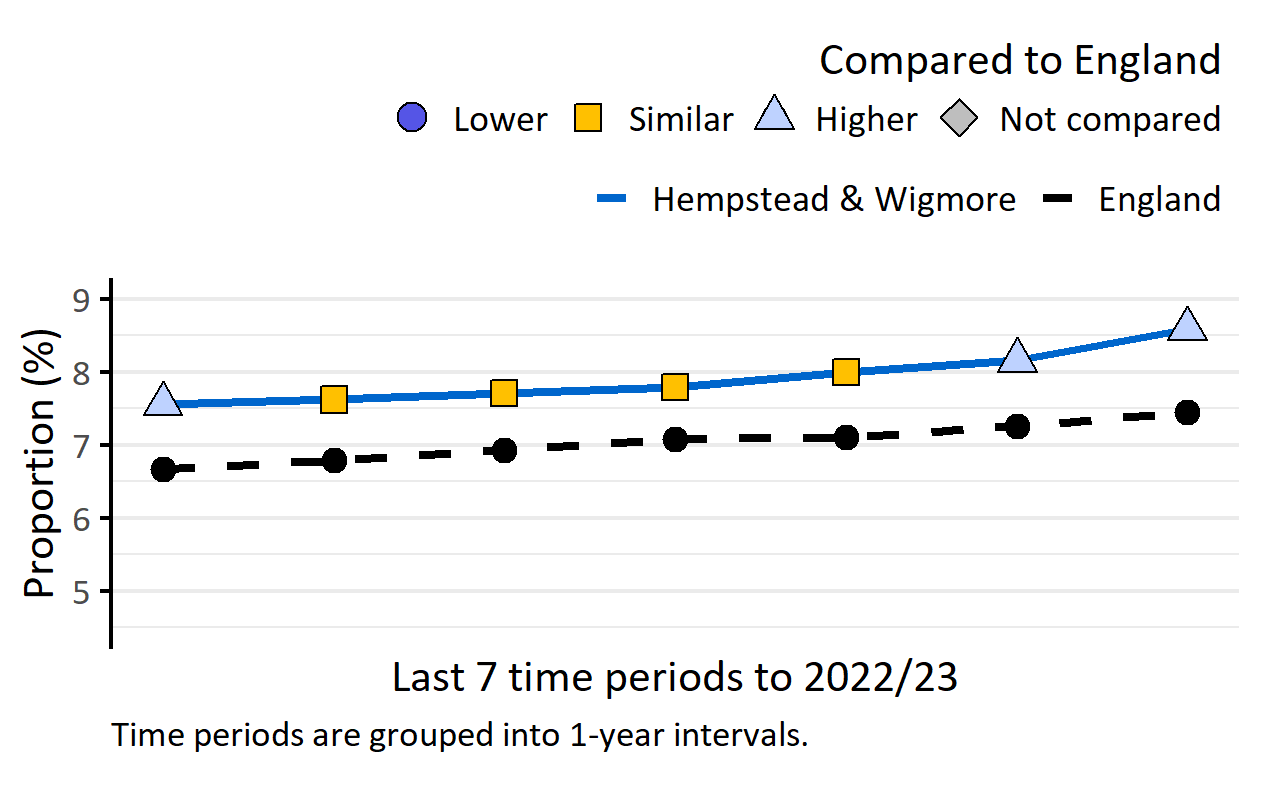 Compared to England
Lower Similar Higher Not compared
Hempstead & Wigmore England
Proportion (%)
9
8
7
6
5
Last 7 time periods to 2022/23
Time periods are grouped into 1-year intervals.